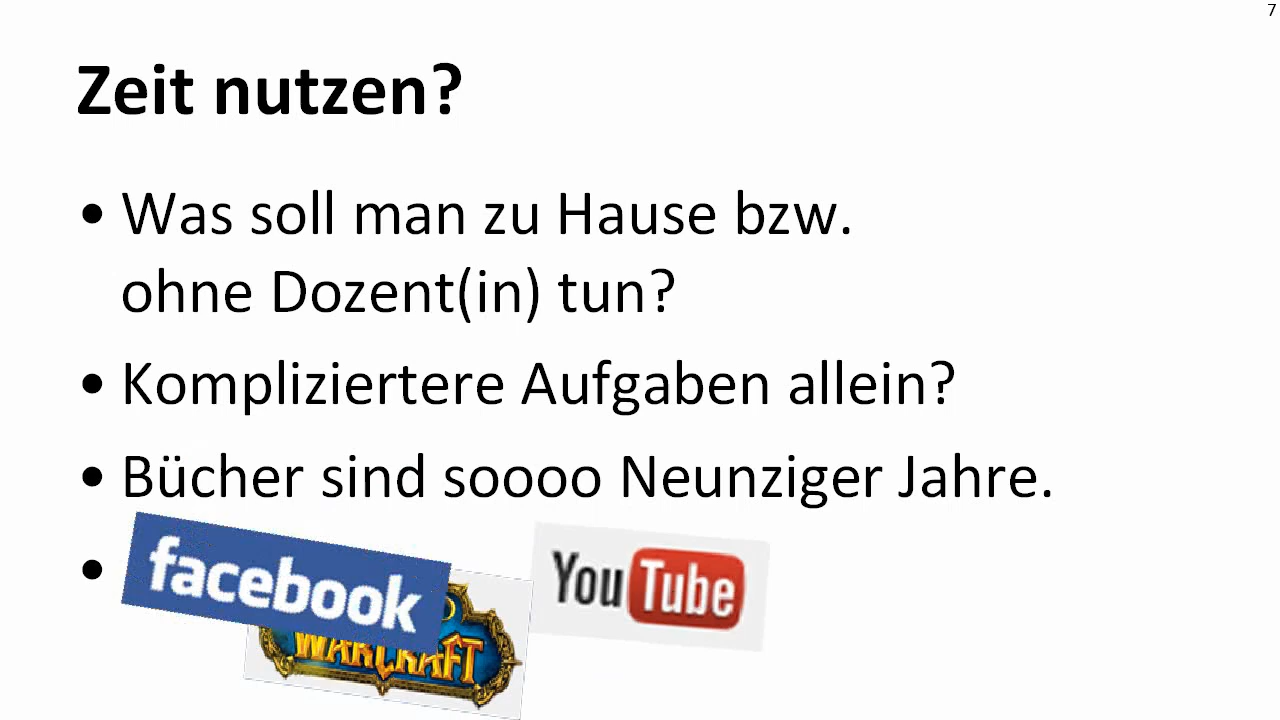 7
Zeit nutzen?
• Was soll man zu Hause bzw.
ohne Dozent(in) tun?
• Kompliziertere Aufgaben allein?
• Bücher sind soooo Neunziger Jahre.
• facebook
YouTube
WARCRAFT